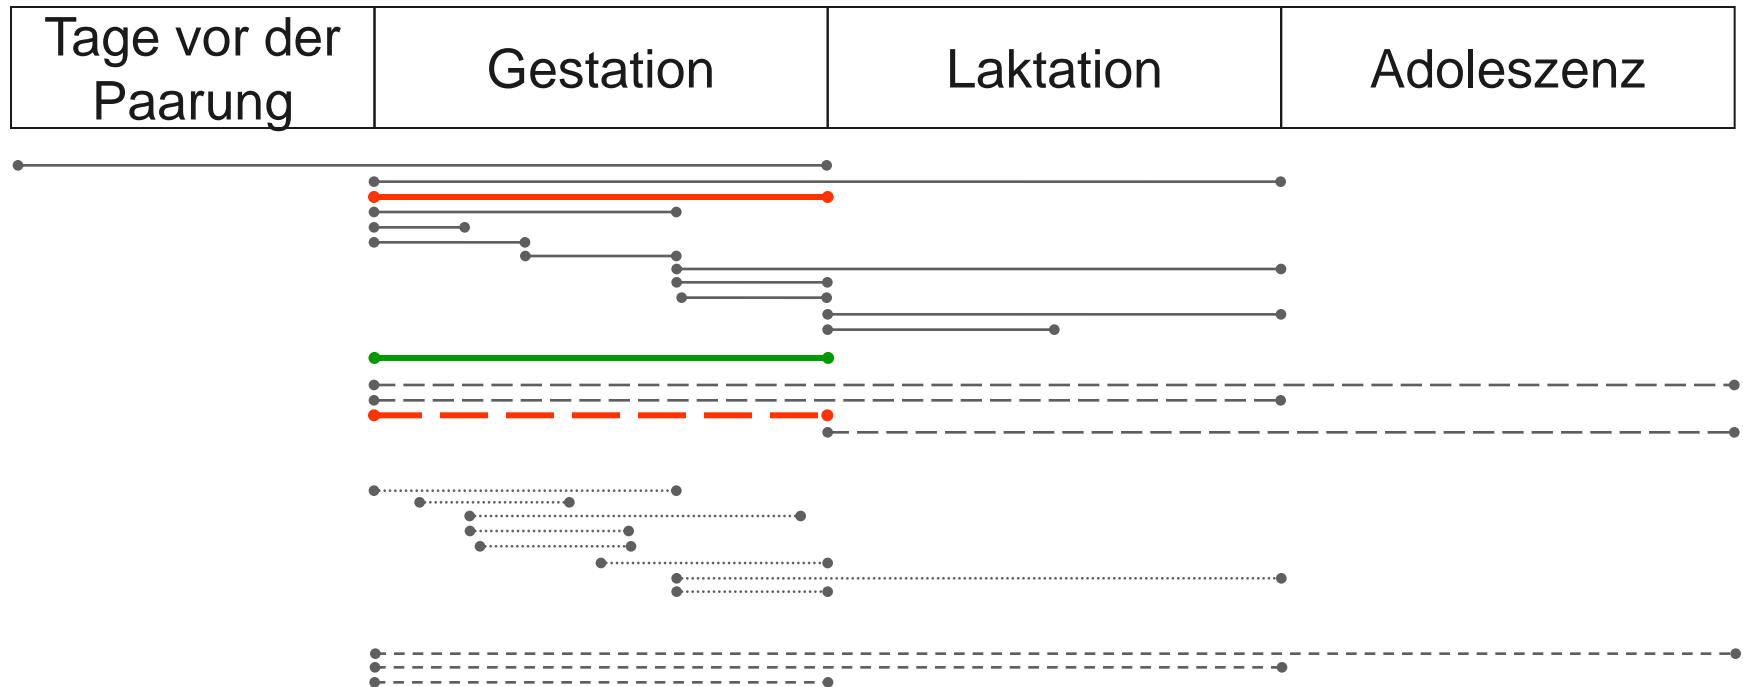 Tage vor der
Paarung
Gestation
Laktation
Adoleszenz